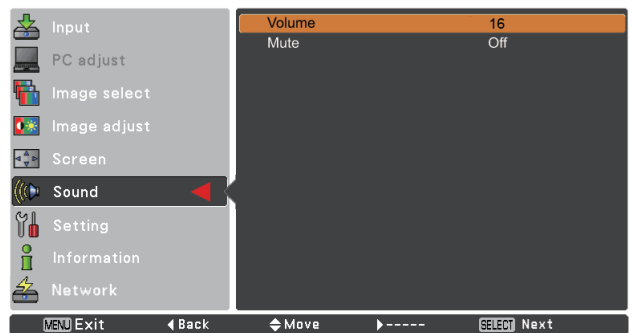 Input
PC adjust
Image select
Image adjust
Screen
Sound
Setting
Information
Network
Volume 16
Mute Off
MENU Exit Back Move ----- SELECT Next